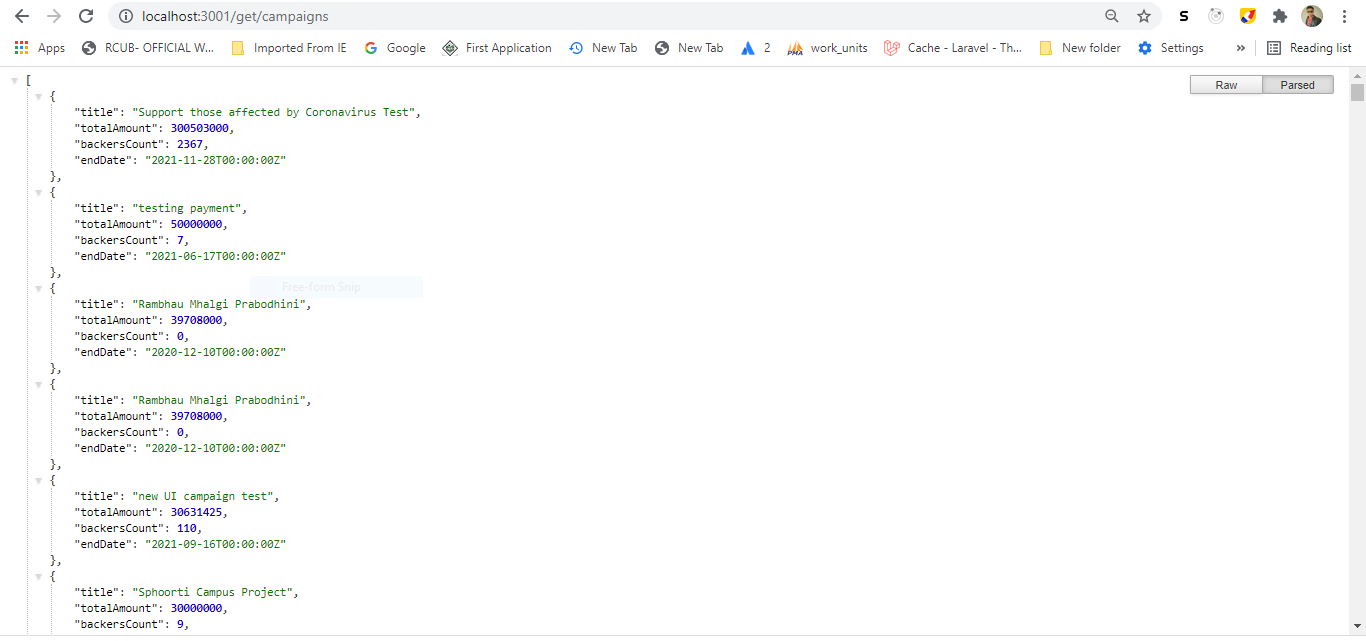 localhost:3001/get/campaigns
S
Apps RCUB- OFFICIAL W... Imported From IE Google First Application New Tab New Tab 2 PMA work_units Cache - Laravel - Th... New folder Settings » Reading list
Raw Parsed
[
{
"title": "Support those affected by Coronavirus Test",
"totalAmount": 300503000,
"backersCount": 2367,
"endDate": "2021-11-28T00:00:00Z"
},
{
"title": "testing payment",
"totalAmount": 50000000,
"backersCount": 7,
"endDate": "2021-06-17T00:00:00Z"
},
Free-form Snip
{
"title": "Rambhau Mhalgi Prabodhini",
"totalAmount": 39708000,
"backersCount": 0,
"endDate": "2020-12-10T00:00:00Z"
},
{
"title": "Rambhau Mhalgi Prabodhini",
"totalAmount": 39708000,
"backersCount": 0,
"endDate": "2020-12-10T00:00:00Z"
},
{
"title": "new UI campaign test",
"totalAmount": 30631425,
"backersCount": 110,
"endDate": "2021-09-16T00:00:00Z"
},
{
"title": "Sphoorti Campus Project",
"totalAmount": 30000000,
"backersCount": 9,